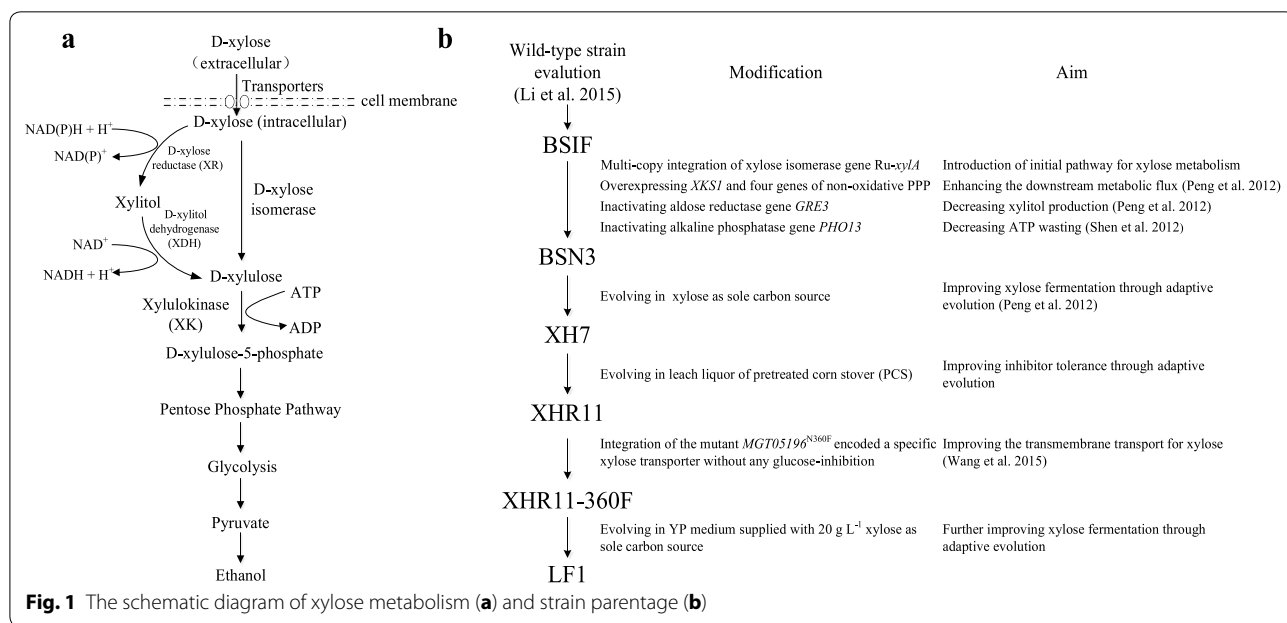 a
D-xylose
(extracellular)
Transporters
cell membrane
D-xylose (intracellular)
NAD(P)H + H⁺
NAD(P)⁺
D-xylose
reductase (XR)
Xylitol
D-xylose
isomerase
D-xylitol
dehydrogenase
(XDH)
NAD⁺
NADH + H⁺
D-xylulose
Xylulokinase
(XK)
ATP
ADP
D-xylulose-5-phosphate
Pentose Phosphate Pathway
Glycolysis
Pyruvate
Ethanol
b
Wild-type strain
evalution
(Li et al. 2015)
Modification
Aim
BSIF
Multi-copy integration of xylose isomerase gene Ru-xylA
Introduction of initial pathway for xylose metabolism
Overexpressing XKS1 and four genes of non-oxidative PPP
Enhancing the downstream metabolic flux (Peng et al. 2012)
Inactivating aldose reductase gene GRE3
Decreasing xylitol production (Peng et al. 2012)
Inactivating alkaline phosphatase gene PHO13
Decreasing ATP wasting (Shen et al. 2012)
BSN3
Evolving in xylose as sole carbon source
Improving xylose fermentation through adaptive
evolution (Peng et al. 2012)
XH7
Evolving in leach liquor of pretreated corn stover (PCS)
Improving inhibitor tolerance through adaptive
evolution
XHR11
Integration of the mutant MGT05196ᴺ³⁶⁰ᶠ encoded a specific
xylose transporter without any glucose-inhibition
Improving the transmembrane transport for xylose
(Wang et al. 2015)
XHR11-360F
Evolving in YP medium supplied with 20 g L⁻¹ xylose as
sole carbon source
Further improving xylose fermentation through
adaptive evolution
LF1
Fig. 1 The schematic diagram of xylose metabolism (a) and strain parentage (b)